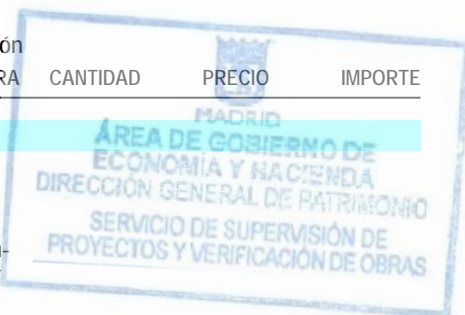 ón
RA CANTIDAD PRECIO IMPORTE
MADRID
ÁREA DE GOBIERNO DE
ECONOMÍA Y HACIENDA
DIRECCIÓN GENERAL DE PATRIMONIO
SERVICIO DE SUPERVISIÓN DE
PROYECTOS Y VERIFICACIÓN DE OBRAS